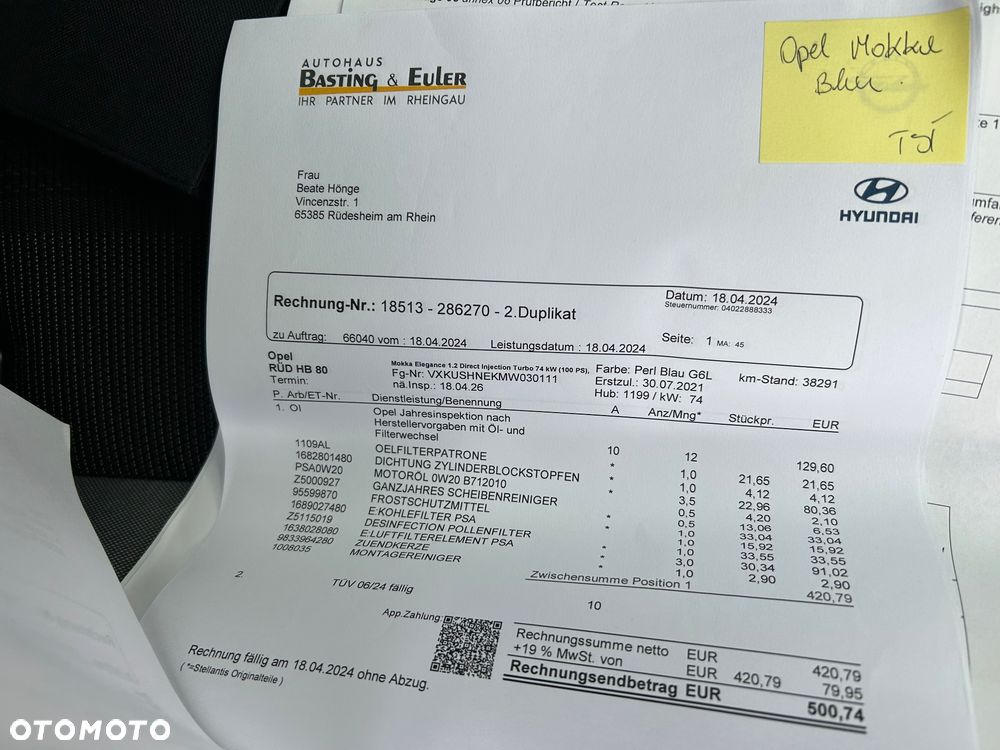 AUTOHAUS
BASTING & EULER
IHR PARTNER IM RHEINGAU
Opel Mokka
TSI
HYUNDAI
Frau
Beate Hönge
Vincenzstr. 1
65385 Rüdesheim am Rhein
Rechnung-Nr.: 18513 - 286270 - 2.Duplikat
Datum: 18.04.2024
Steuernummer: 04022888333
zu Auftrag: 66040 vom : 18.04.2024 Leistungsdatum : 18.04.2024 Seite: 1 MA: 45
Opel Mokka Elegance 1.2 Direct Injection Turbo 74 kW (100 PS), Farbe: Perl Blau G6L
RÜD HB 80 Fg-Nr: VXKUSHNEKMW030111 Erstzul.: 30.07.2021 km-Stand: 38291
Termin: nä.Insp.: 18.04.26 Hub: 1199 / kW: 74
P. Arb/ET-Nr. Dienstleistung/Benennung A Anz/Mng* Stückpr. EUR
1. OI Opel Jahresinspektion nach
Herstellervorgaben mit Öl- und
Filterwechsel 10 12 129,60
1109AL OELFILTERPATRONE * 1,0 21,65 21,65
1682801480 DICHTUNG ZYLINDERBLOCKSTOPFEN * 1,0 4,12 4,12
PSA0W20 MOTORÖL 0W20 B712010 3,5 22,96 80,36
Z5000927 GANZJAHRES SCHEIBENREINIGER 0,5 4,20 2,10
95599870 FROSTSCHUTZMITTEL * 0,5 13,06 6,53
1689027480 E:KOHLEFILTER PSA * 1,0 33,04 33,04
Z5115019 DESINFECTION POLLENFILTER 1,0 15,92 15,92
1638028080 E:LUFTFILTERELEMENT PSA * 1,0 33,55 33,55
9833964280 ZUENDKERZE * 3,0 30,34 91,02
1008035 MONTAGEREINIGER 1,0 2,90 2,90
Zwischensumme Position 1 420,79
2. TÜV 06/24 fällig 10
App.Zahlung:
Rechnungssumme netto EUR 420,79
+19 % MwSt. von EUR 420,79 79,95
Rechnungsendbetrag EUR 500,74
Rechnung fällig am 18.04.2024 ohne Abzug.
(*=Stellantis Originalteile )
OTOMOTO